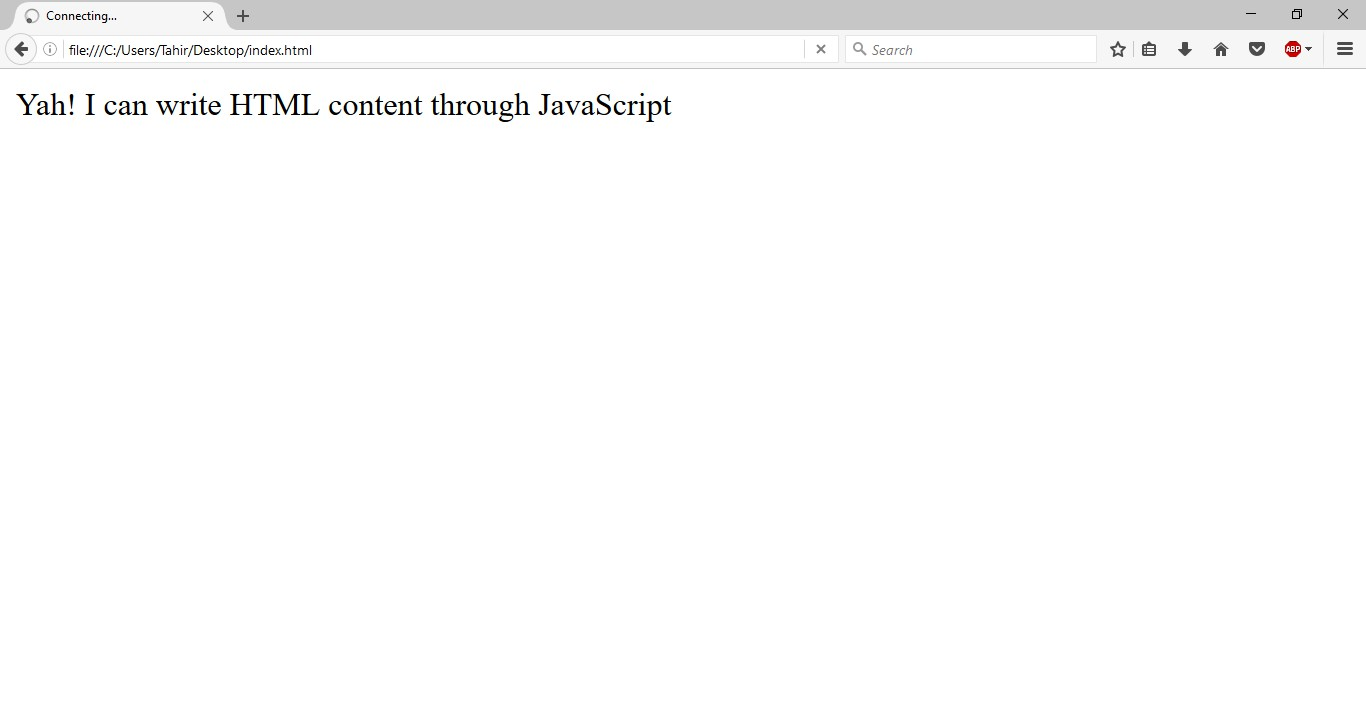 Connecting...
file:///C:/Users/Tahir/Desktop/index.html
Search
ABP
Yah! I can write HTML content through JavaScript